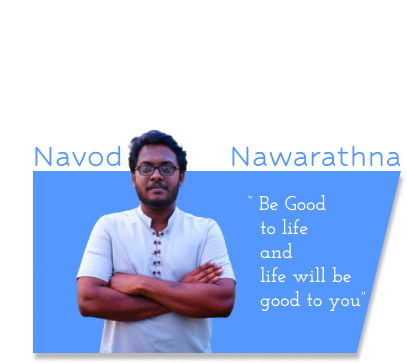 Navod Nawarathna
“ Be Good
to life
and
life will be
good to you”